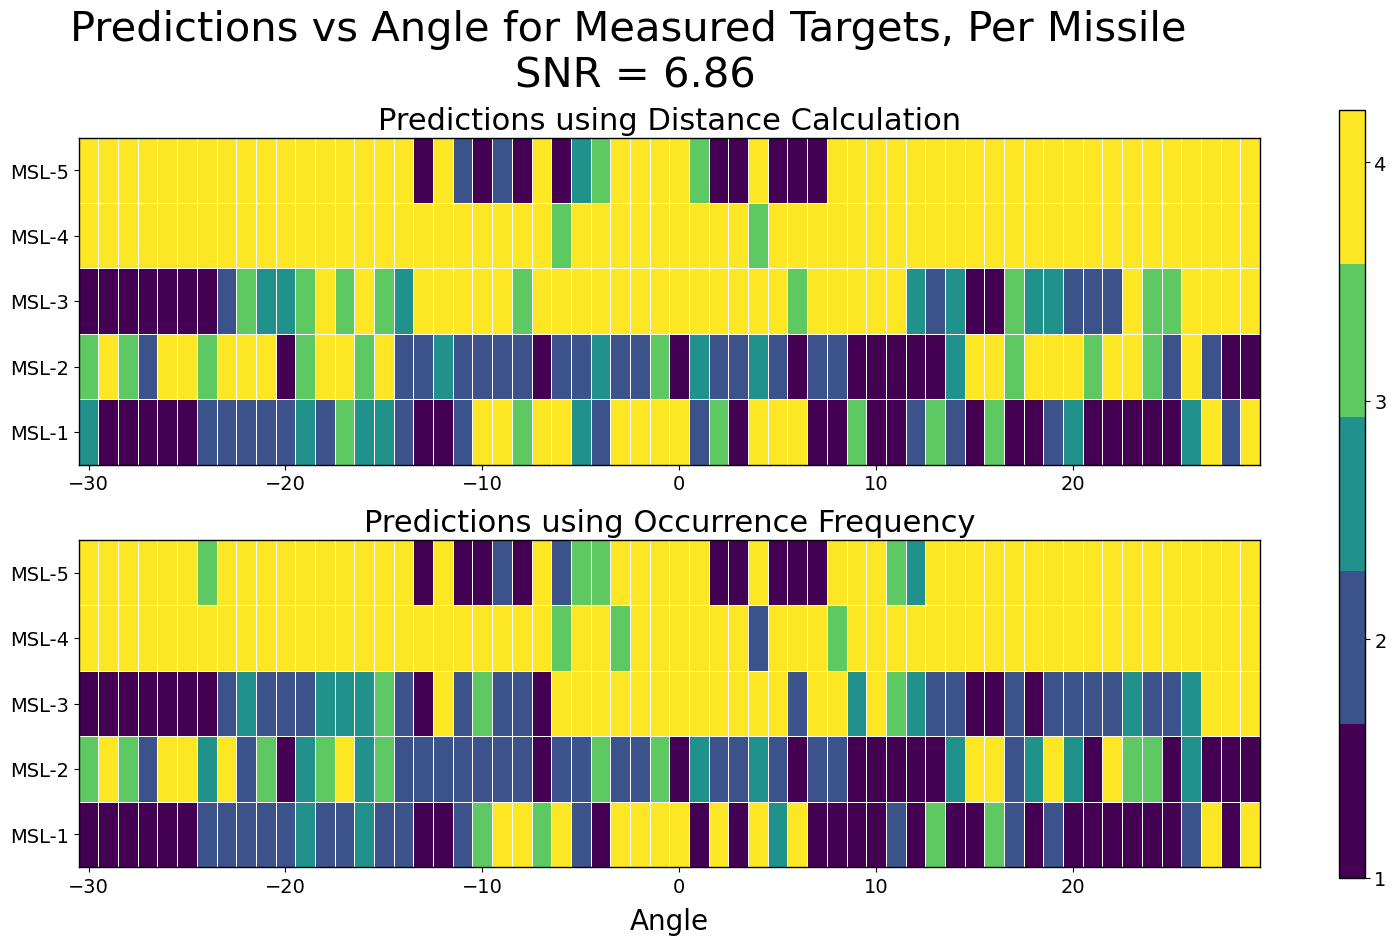 Predictions vs Angle for Measured Targets, Per Missile
SNR = 6.86
Predictions using Distance Calculation
MSL-5
MSL-4
MSL-3
MSL-2
MSL-1
−30 −20 −10 0 10 20
Predictions using Occurrence Frequency
MSL-5
MSL-4
MSL-3
MSL-2
MSL-1
−30 −20 −10 0 10 20
Angle
4
3
2
1